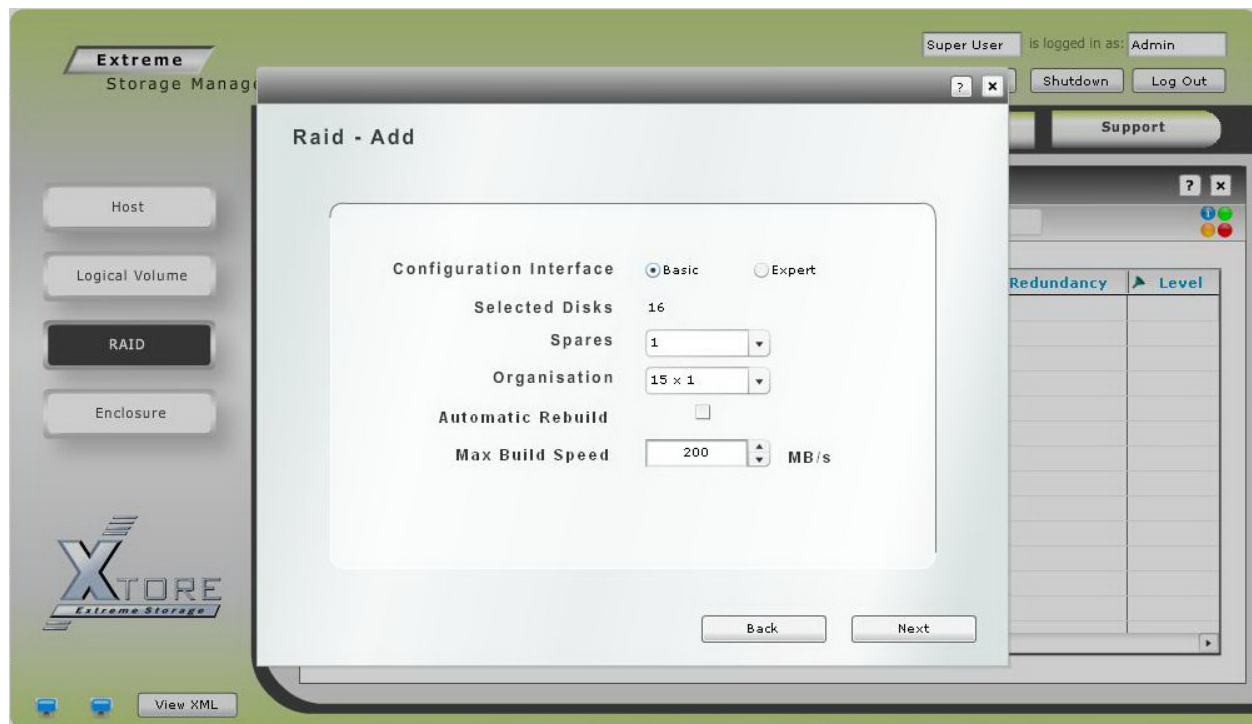 Extreme
Storage Manag
Super User is logged in as: Admin
Shutdown Log Out
Support
? x
Raid - Add
? x
Host
Logical Volume
RAID
Enclosure
Configuration Interface Basic Expert
Selected Disks 16
Spares 1
Organisation 15 x 1
Automatic Rebuild
Max Build Speed 200 MB/s
Redundancy Level
XTORE
Extreme Storage
Back Next
View XML